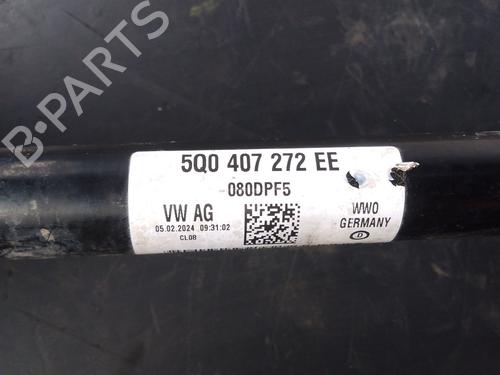 B-PARTS
5Q0 407 272 EE
080DPF5
VW AG
WWO
GERMANY
05.02.2024 09:31:02
CL08
D